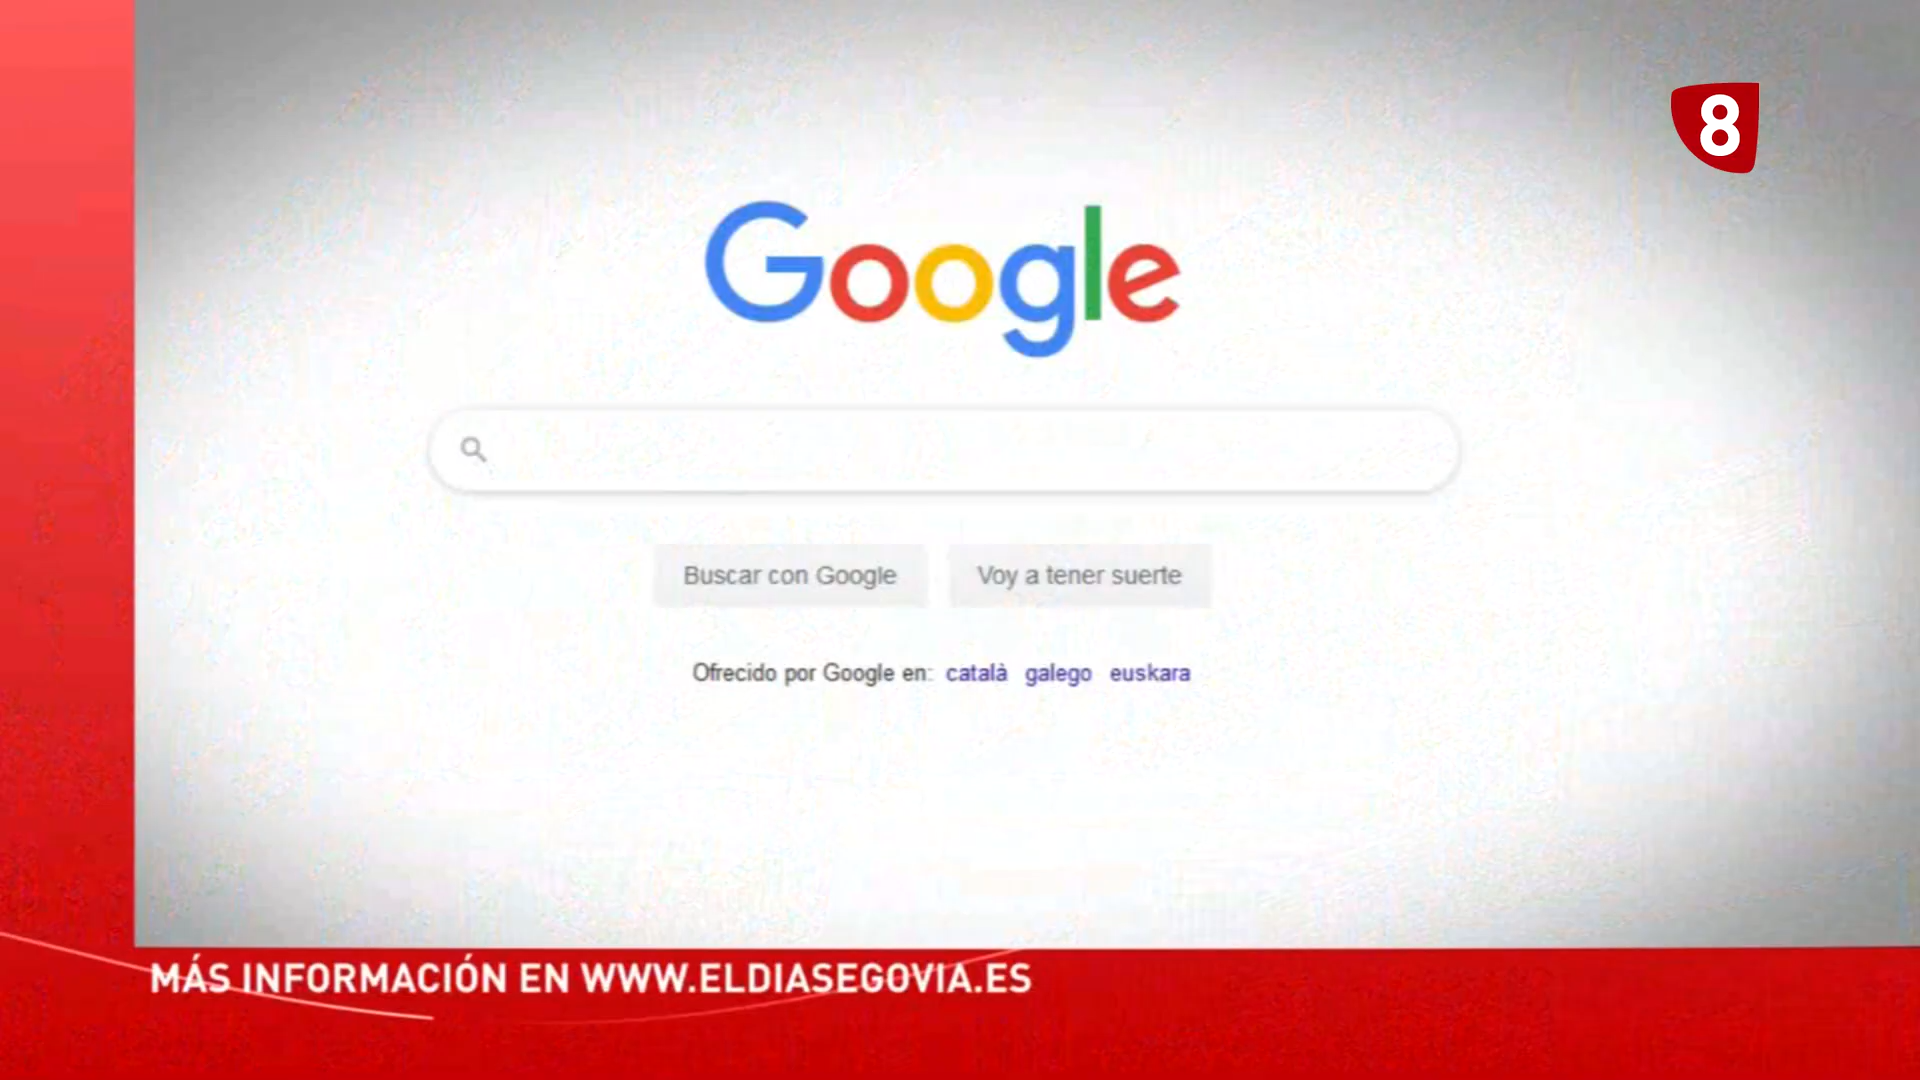 8
Google
Buscar con Google Voy a tener suerte
Ofrecido por Google en: català galego euskara
MÁS INFORMACIÓN EN WWW.ELDIASEGOVIA.ES